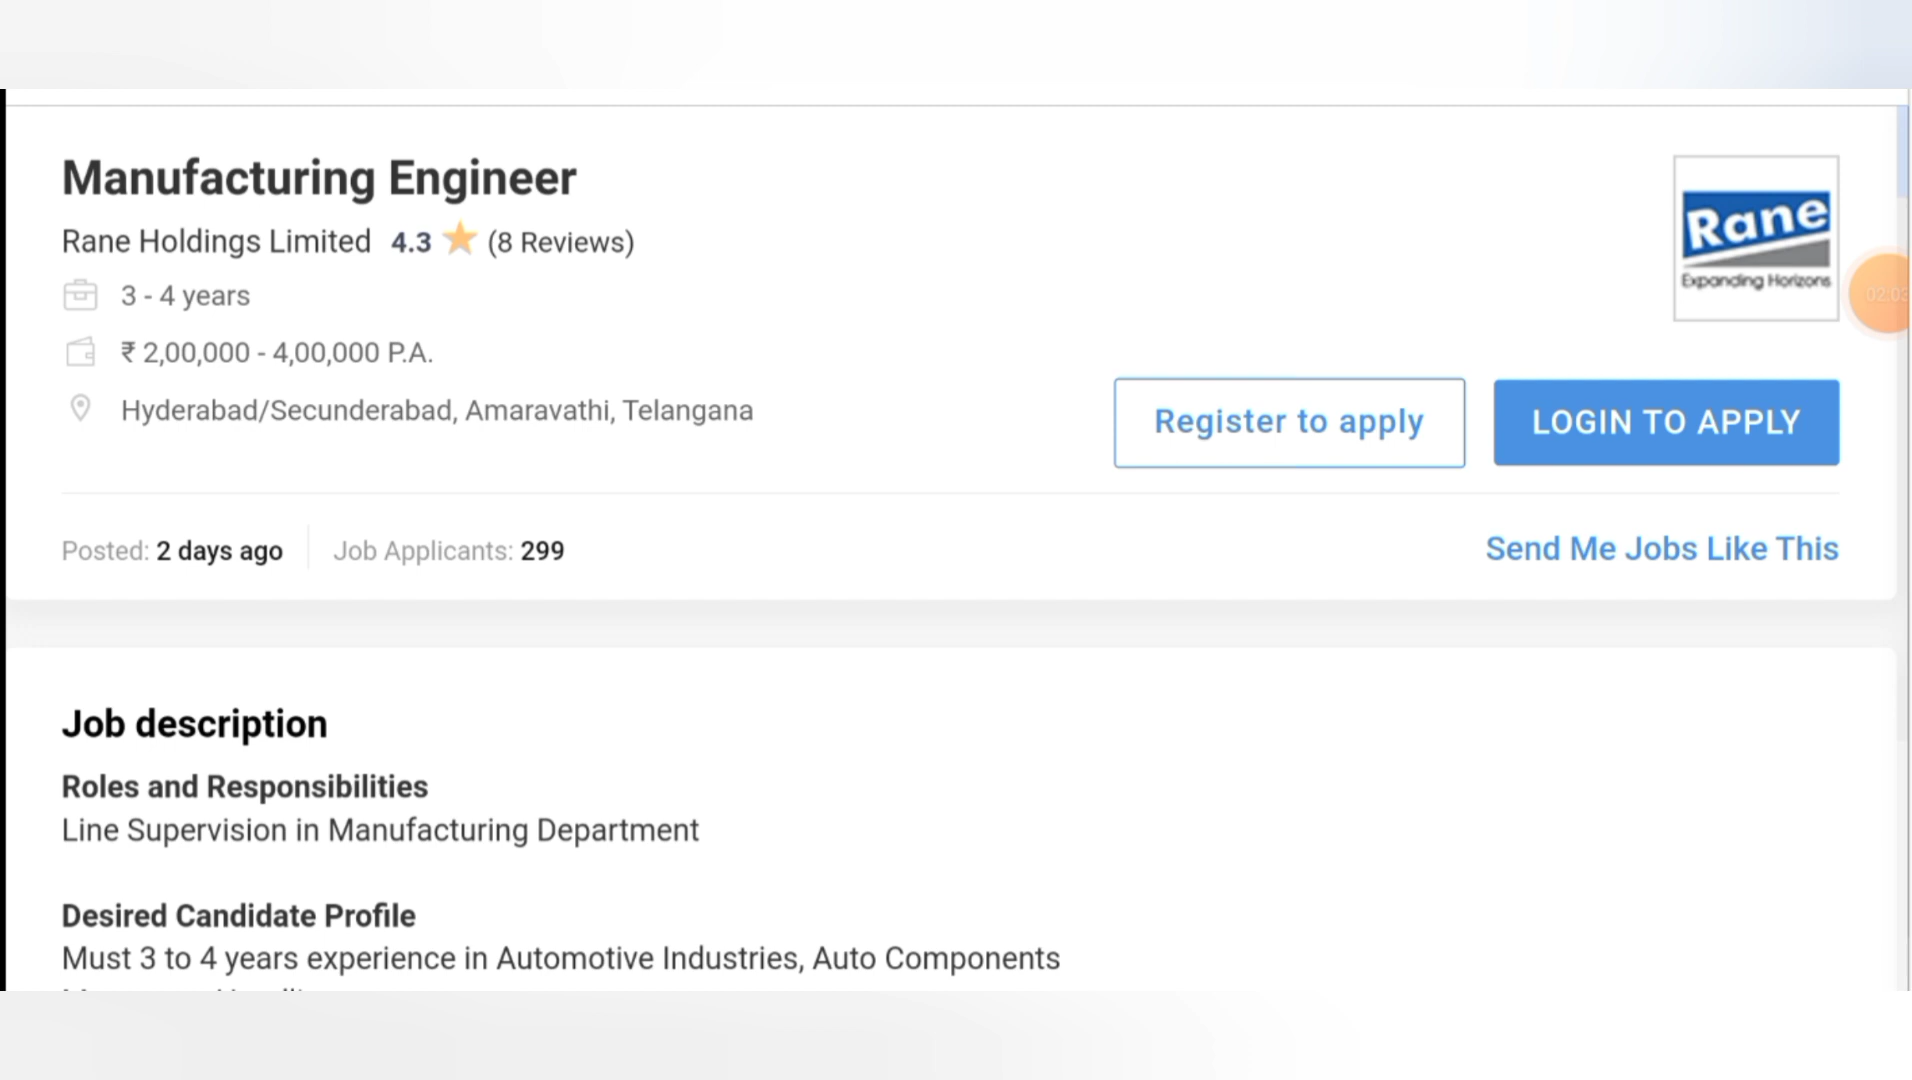 Manufacturing Engineer
Rane Holdings Limited 4.3 (8 Reviews)
3 - 4 years
₹ 2,00,000 - 4,00,000 P.A.
Hyderabad/Secunderabad, Amaravathi, Telangana
Rane
Expanding Horizons
02:03
Register to apply
LOGIN TO APPLY
Posted: 2 days ago
Job Applicants: 299
Send Me Jobs Like This
Job description
Roles and Responsibilities
Line Supervision in Manufacturing Department
Desired Candidate Profile
Must 3 to 4 years experience in Automotive Industries, Auto Components